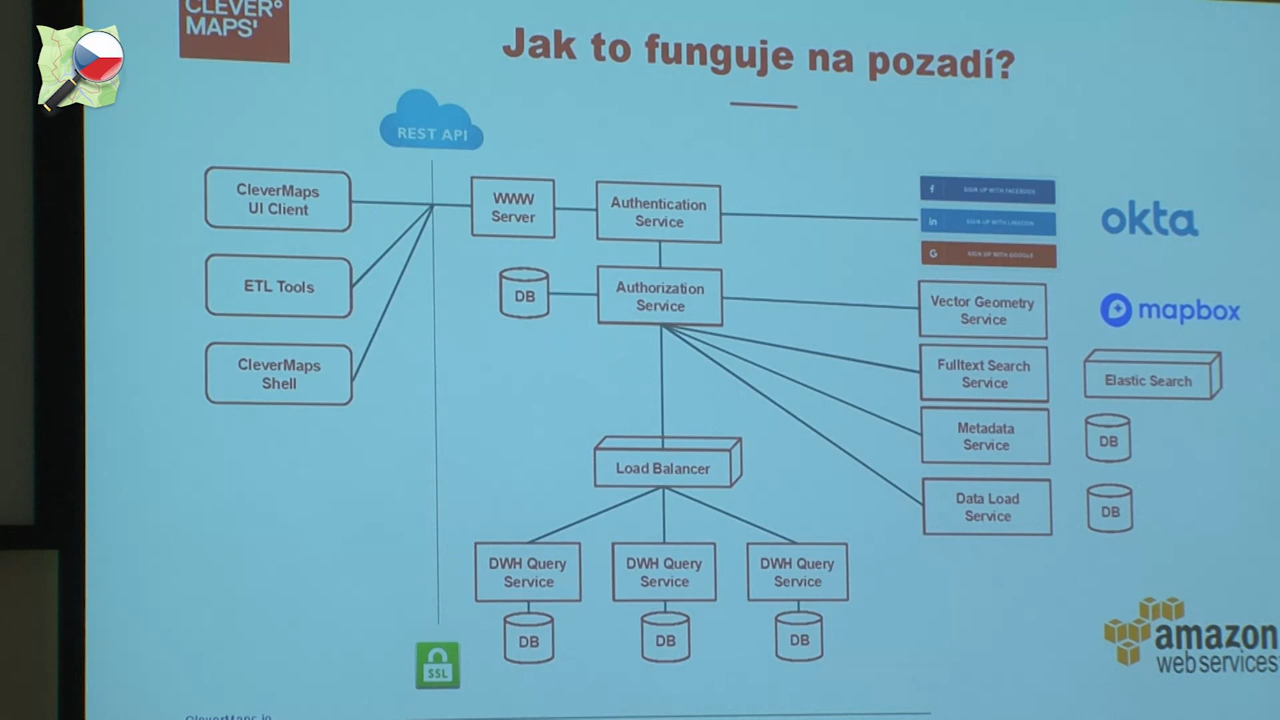 CLEVER°
MAPS'
Jak to funguje na pozadí?
REST API
CleverMaps
UI Client
WWW
Server
Authentication
Service
SIGN UP WITH FACEBOOK
SIGN UP WITH LINKEDIN
SIGN UP WITH GOOGLE
okta
ETL Tools
DB
Authorization
Service
Vector Geometry
Service
mapbox
CleverMaps
Shell
Fulltext Search
Service
Elastic Search
Metadata
Service
DB
Load Balancer
Data Load
Service
DB
DWH Query
Service
DWH Query
Service
DWH Query
Service
DB
DB
DB
SSL
amazon
webservices
CleverMaps.io